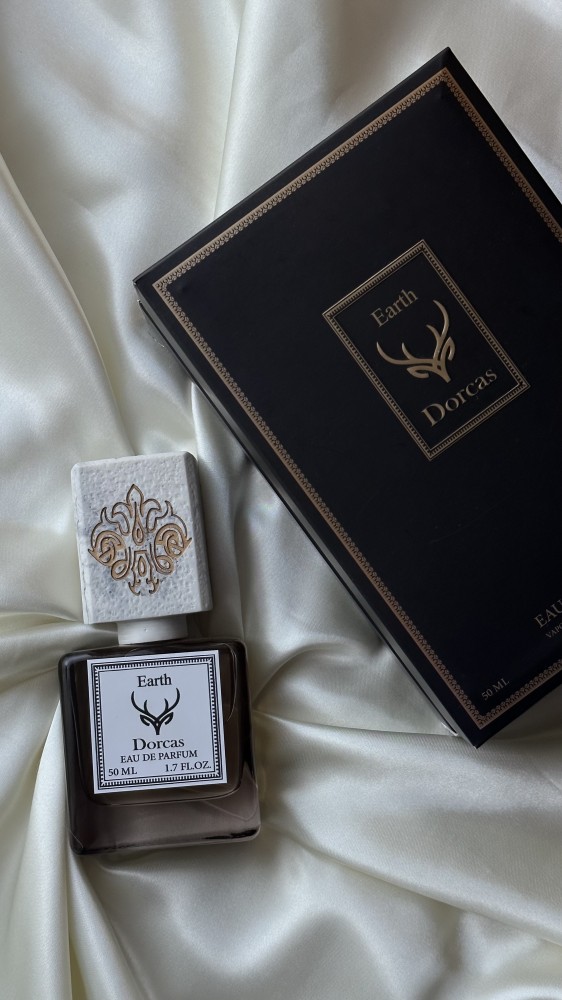 Earth
Dorcas
EAU
50 ML
Earth
Dorcas
EAU DE PARFUM
50 ML 1.7 FL.OZ.